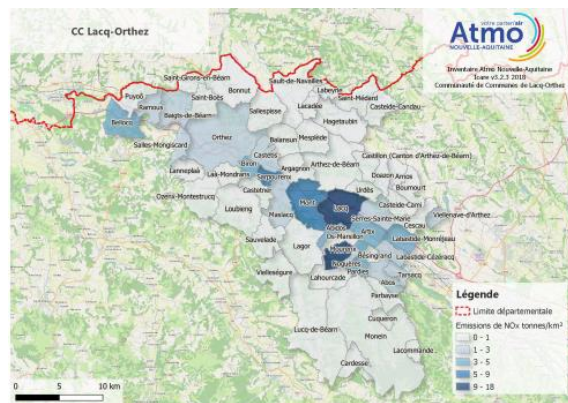 CC Lacq-Orthez
votre partenair'air
Atmo
NOUVELLE-AQUITAINE
Inventaire Atmo Nouvelle-Aquitaine
Icare v3.2.3 2018
Communauté de Communes de Lacq-Orthez
Saint-Girons-en-Béarn
Sault-de-Navailles
Bonnut
Labeyrie
Puyoô
Ramous
Saint-Boès
Saint-Médard
Lacadée
Sallespisse
Castelde-Candau
Baigts-de-Béarn
Hagetaubin
Bellocq
Orthez
Salles-Mongiscard
Balansun
Mesplède
Castetis
Castillon (Canton d'Arthez-de-Béarn)
Biron
Argagnon
Arthez-de-Béarn
Lanneplaà
Laà-Mondrans
Sarpourenx
Doazon
Arnos
Castetner
Boumourt
Ozenx-Montestrucq
Urdès
Mont
Lacq
Casteide-Cami
Loubieng
Maslacq
Serres-Sainte-Marie
Viellenave-d'Arthez...
Abidos
Cescau
Os-Marsillon
Artix
Labastide-Monréjeau
Sauvelade
Lagor
Mourenx
Labastide-Cézéracq
Bésingrand
Noguères
Vielleségure
Pardies
Lahourcade
Tarsacq
Abos
Parbayse
Légende
Limite départementale
Cuqueron
Emissions de NOx tonnes/km²
Lucq-de-Béarn
Monein
0 - 1
1 - 3
Lacommande...
3 - 5
Cardesse
5 - 9
0 5 10 km
9 - 18